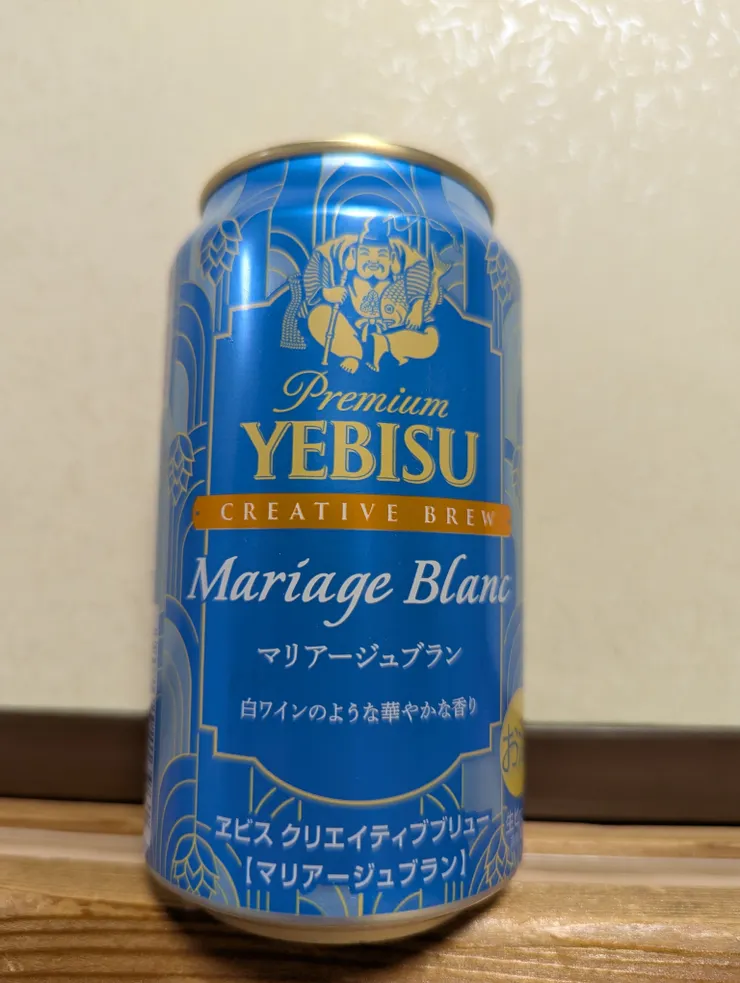 Premium
YEBISU
CREATIVE BREW
Mariage Blanc
マリアージュブラン
白ワインのような華やかな香り
ヱビス クリエイティブブリュー
【マリアージュブラン】